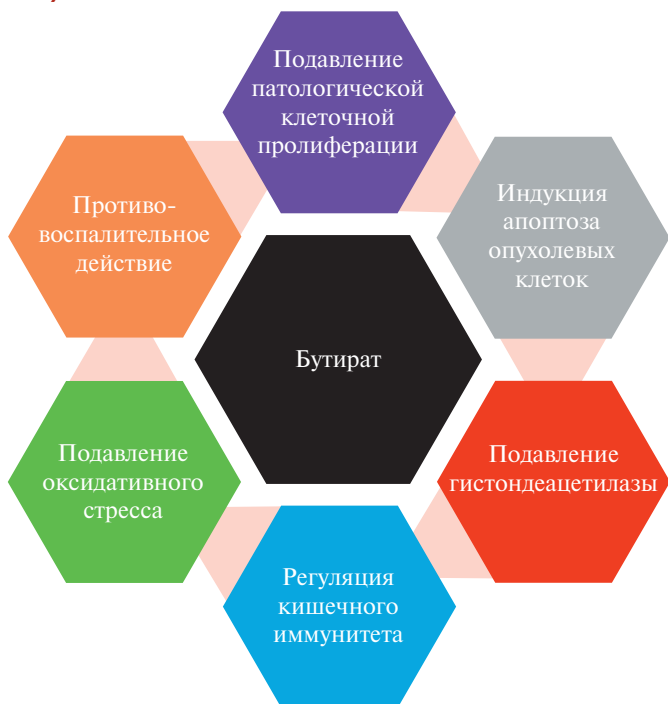 Подавление
патологической
клеточной
пролиферации
Индукция
апоптоза
опухолевых
клеток
Подавление
гистондеацетилазы
Регуляция
кишечного
иммунитета
Подавление
оксидативного
стресса
Противо-
воспалительное
действие
Бутират